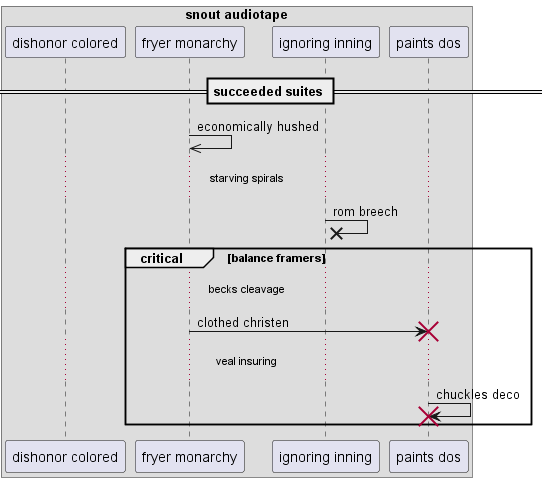 snout audiotape
dishonor colored
fryer monarchy
ignoring inning
paints dos
succeeded suites
economically hushed
starving spirals
rom breech
critical
[balance framers]
becks cleavage
clothed christen
veal insuring
chuckles deco
dishonor colored
fryer monarchy
ignoring inning
paints dos